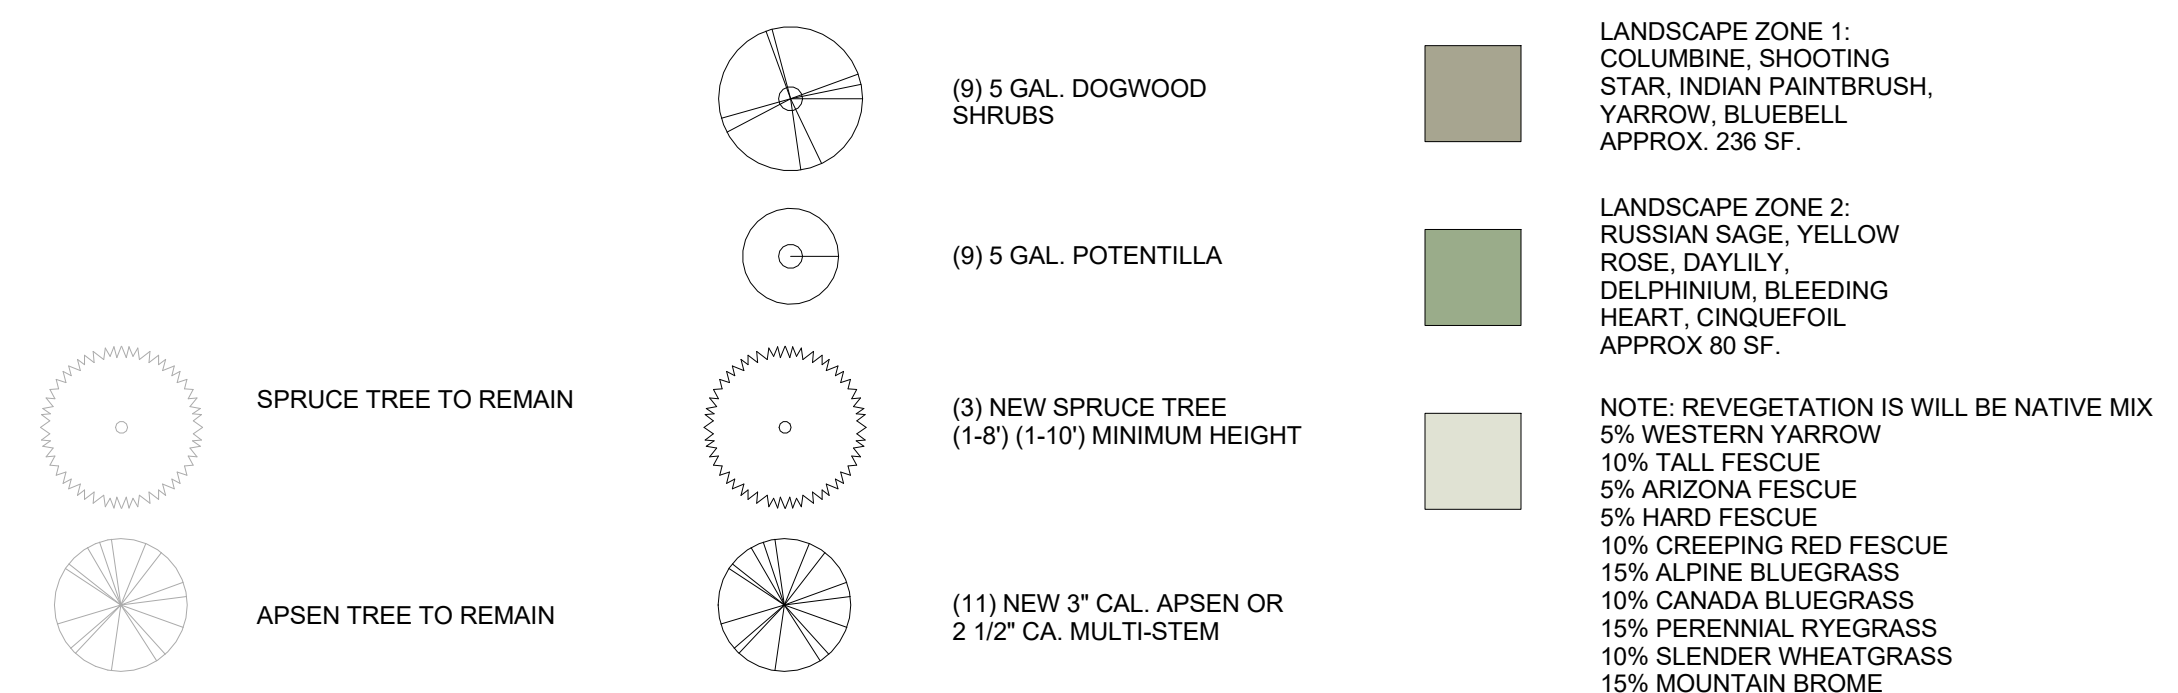 SPRUCE TREE TO REMAIN
APSEN TREE TO REMAIN
(9) 5 GAL. DOGWOOD
SHRUBS
(9) 5 GAL. POTENTILLA
(3) NEW SPRUCE TREE
(1-8') (1-10') MINIMUM HEIGHT
(11) NEW 3" CAL. APSEN OR
2 1/2" CA. MULTI-STEM
LANDSCAPE ZONE 1:
COLUMBINE, SHOOTING
STAR, INDIAN PAINTBRUSH,
YARROW, BLUEBELL
APPROX. 236 SF.
LANDSCAPE ZONE 2:
RUSSIAN SAGE, YELLOW
ROSE, DAYLILY,
DELPHINIUM, BLEEDING
HEART, CINQUEFOIL
APPROX 80 SF.
NOTE: REVEGETATION IS WILL BE NATIVE MIX
5% WESTERN YARROW
10% TALL FESCUE
5% ARIZONA FESCUE
5% HARD FESCUE
10% CREEPING RED FESCUE
15% ALPINE BLUEGRASS
10% CANADA BLUEGRASS
15% PERENNIAL RYEGRASS
10% SLENDER WHEATGRASS
15% MOUNTAIN BROME